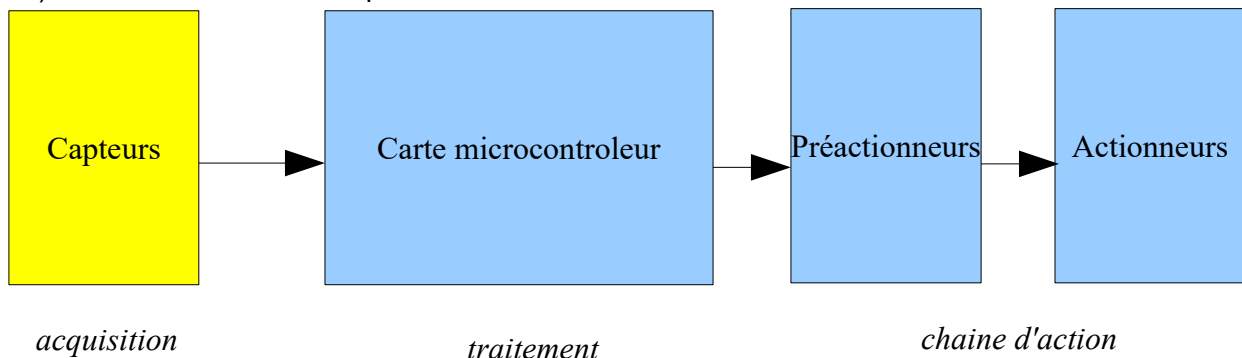 Capteurs
Carte microcontroleur
Préactionneurs
Actionneurs
acquisition
traitement
chaine d'action